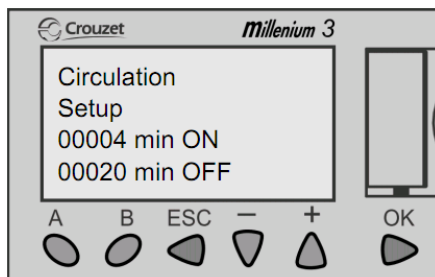 Crouzet millenium 3
Circulation
Setup
00004 min ON
00020 min OFF
A B ESC − + OK